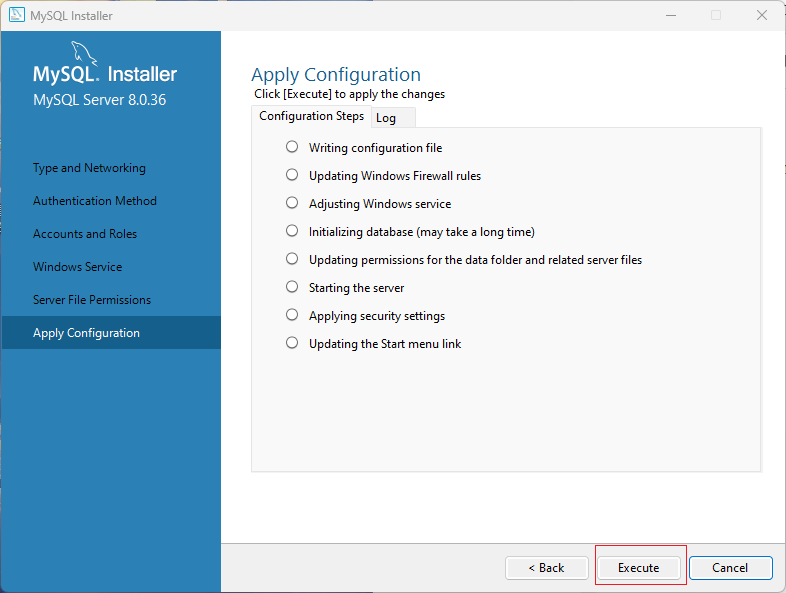 MySQL Installer
MySQL. Installer
MySQL Server 8.0.36
Type and Networking
Authentication Method
Accounts and Roles
Windows Service
Server File Permissions
Apply Configuration
Apply Configuration
Click [Execute] to apply the changes
Configuration Steps Log
Writing configuration file
Updating Windows Firewall rules
Adjusting Windows service
Initializing database (may take a long time)
Updating permissions for the data folder and related server files
Starting the server
Applying security settings
Updating the Start menu link
< Back Execute Cancel